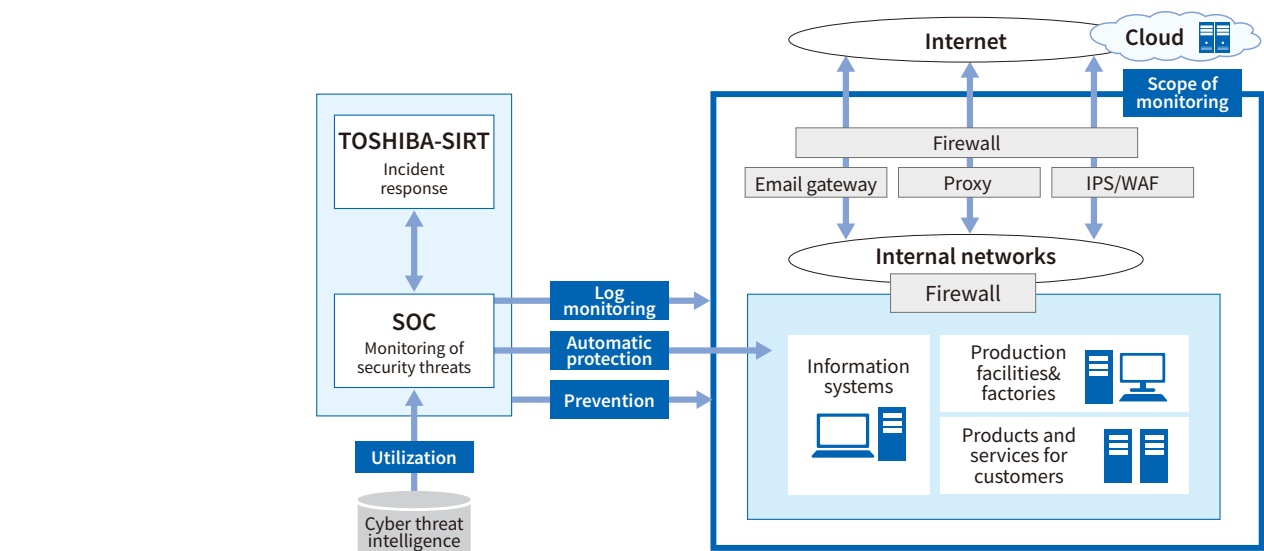 Internet
Cloud
Scope of
monitoring
TOSHIBA-SIRT
Incident
response
Firewall
Email gateway
Proxy
IPS/WAF
Internal networks
Firewall
SOC
Monitoring of
security threats
Log
monitoring
Automatic
protection
Prevention
Information
systems
Production
facilities&
factories
Products and
services for
customers
Utilization
Cyber threat
intelligence